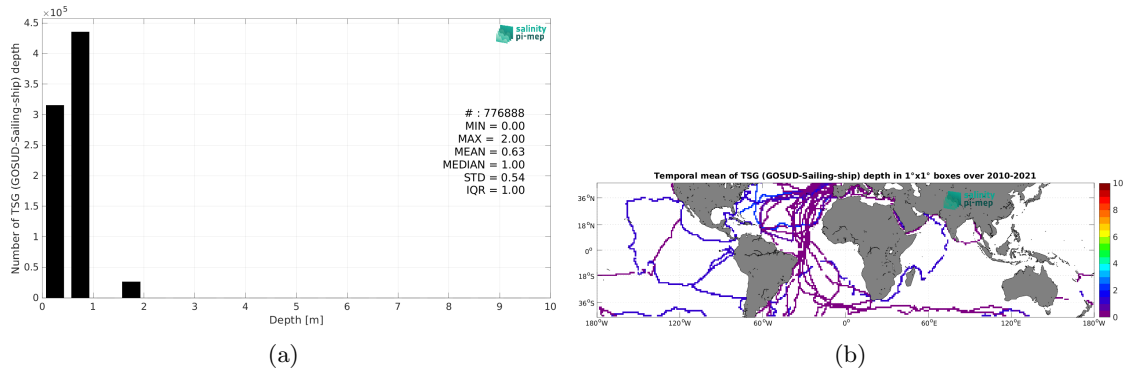 4.5 ×10⁵
salinity
pi-mep
4
3.5
3
2.5
2
1.5
1
0.5
0
Number of TSG (GOSUD-Sailing-ship) depth
# : 776888
MIN = 0.00
MAX = 2.00
MEAN = 0.63
MEDIAN = 1.00
STD = 0.54
IQR = 1.00
0 1 2 3 4 5 6 7 8 9 10
Depth [m]
(a)
Temporal mean of TSG (GOSUD-Sailing-ship) depth in 1°x1° boxes over 2010-2021
salinity
pi-mep
36°N
18°N
0°
18°S
36°S
180°W 120°W 60°W 0° 60°E 120°E 180°W
10
8
6
4
2
0
(b)